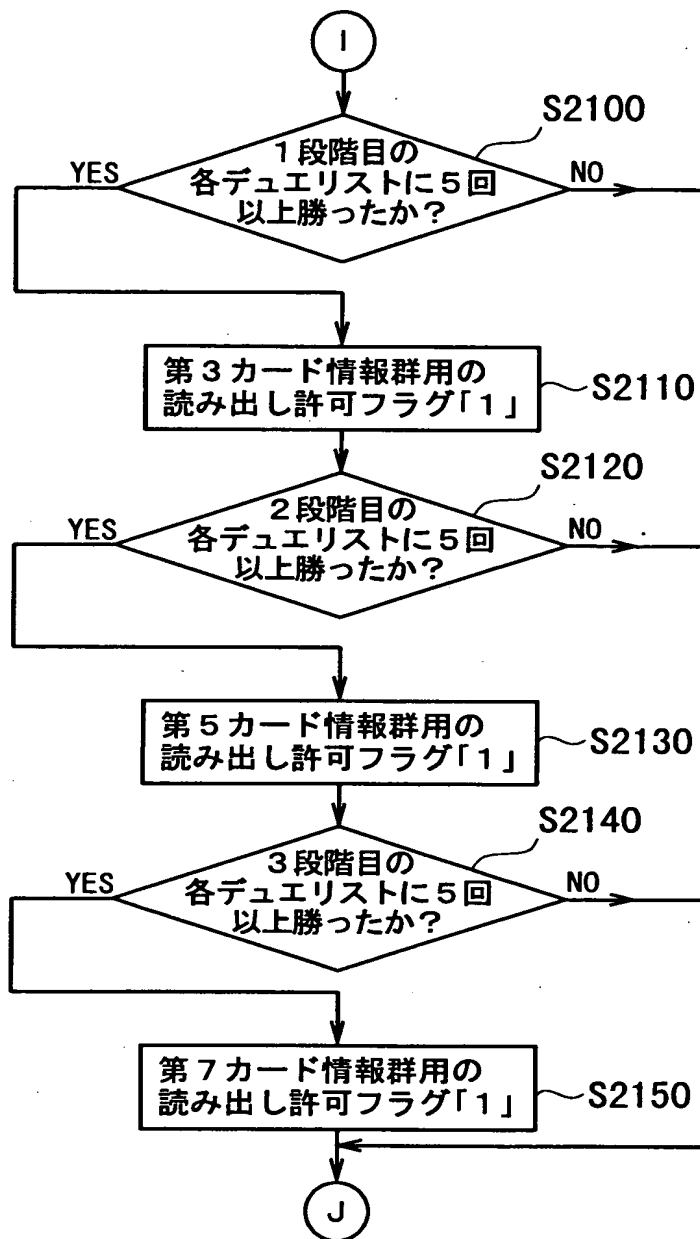 I
S2100
1段階目の
YES
各デュエリストに5回
NO
以上勝ったか?
第3カード情報群用の
読み出し許可フラグ「1」
S2110
S2120
2段階目の
YES
各デュエリストに5回
NO
以上勝ったか?
第5カード情報群用の
読み出し許可フラグ「1」
S2130
S2140
3段階目の
YES
各デュエリストに5回
NO
以上勝ったか?
第7カード情報群用の
読み出し許可フラグ「1」
S2150
J